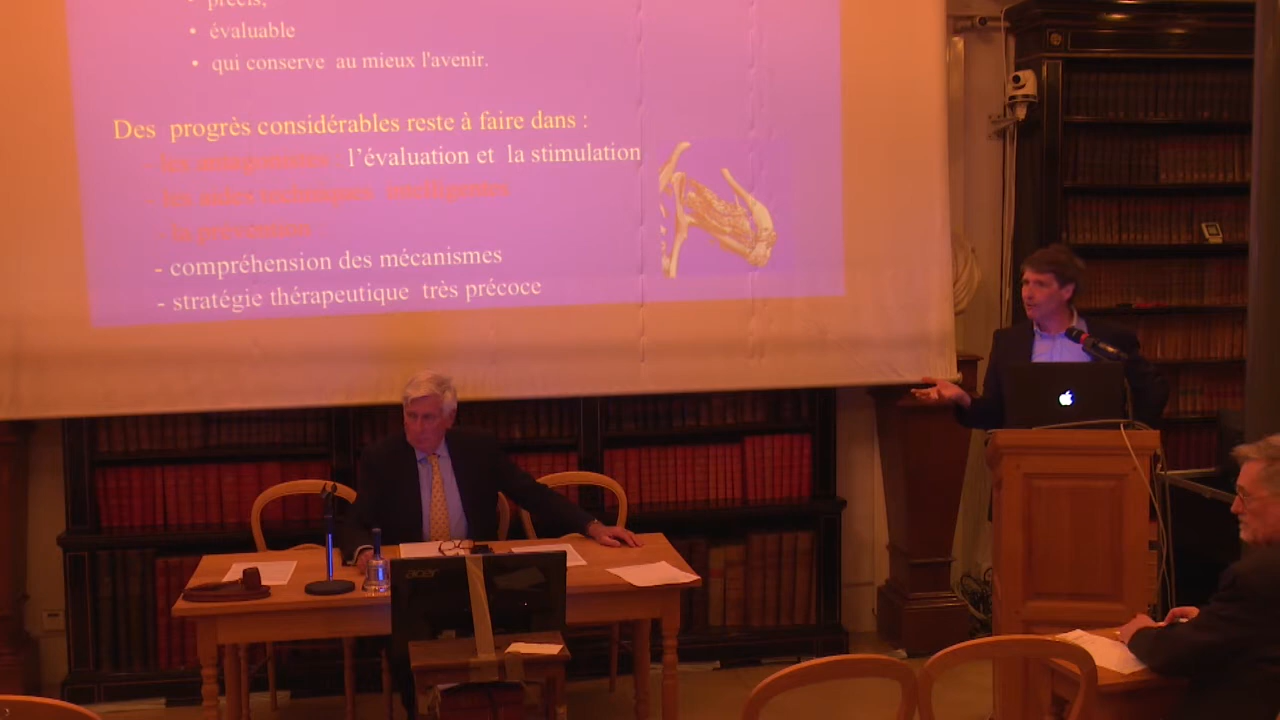 précis,
• évaluable
• qui conserve au mieux l'avenir.
Des progrès considérables reste à faire dans :
- les antagonistes : l'évaluation et la stimulation
- les aides techniques intelligentes
- la prévention
- compréhension des mécanismes
- stratégie thérapeutique très précoce
acer